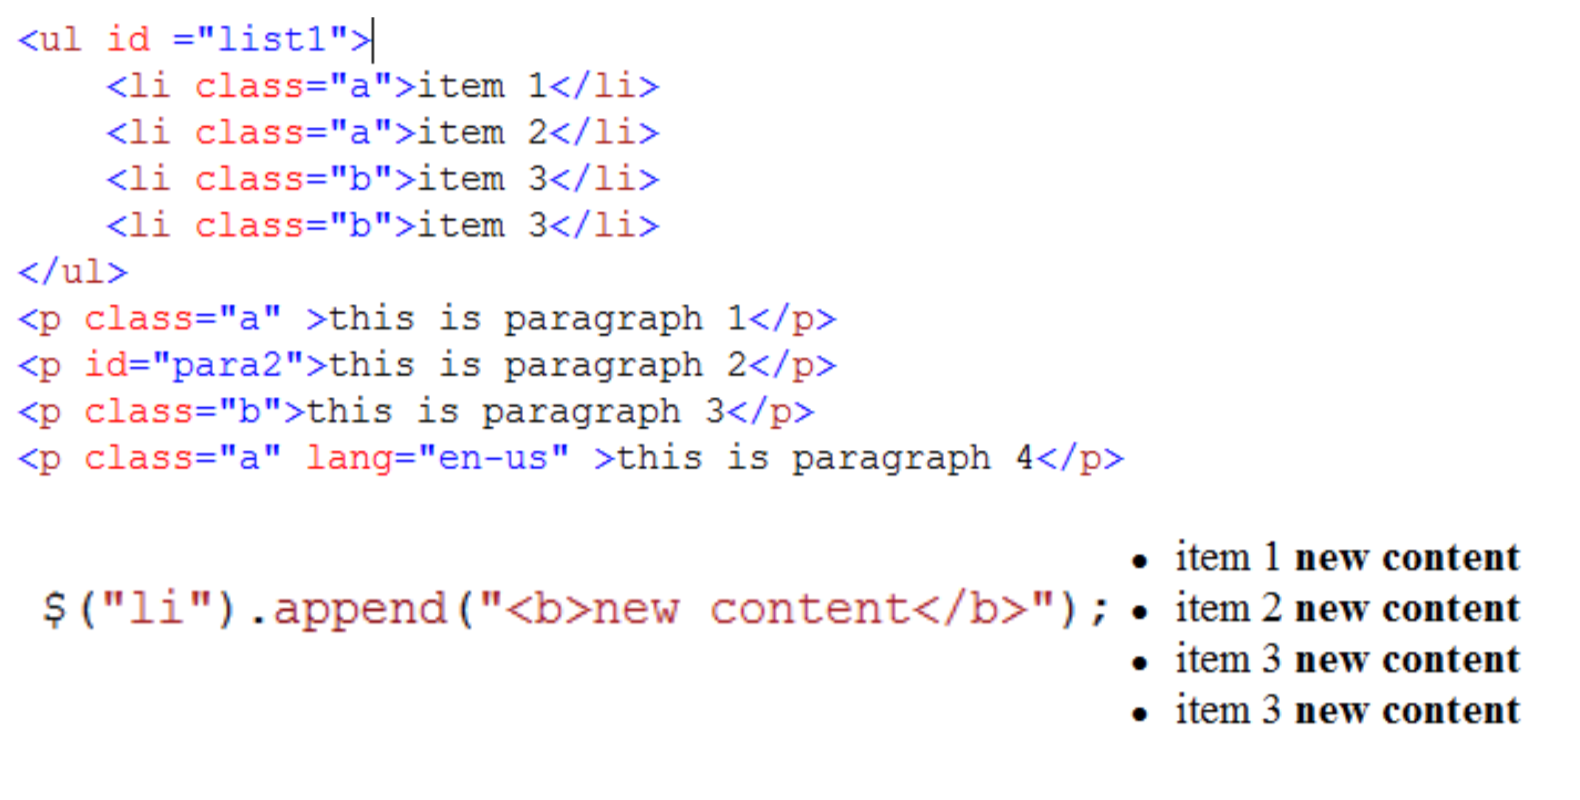 <ul id ="list1">
    <li class="a">item 1</li>
    <li class="a">item 2</li>
    <li class="b">item 3</li>
    <li class="b">item 3</li>
</ul>
<p class="a" >this is paragraph 1</p>
<p id="para2">this is paragraph 2</p>
<p class="b">this is paragraph 3</p>
<p class="a" lang="en-us" >this is paragraph 4</p>
$("li").append("<b>new content</b>");
• item 1 new content
• item 2 new content
• item 3 new content
• item 3 new content